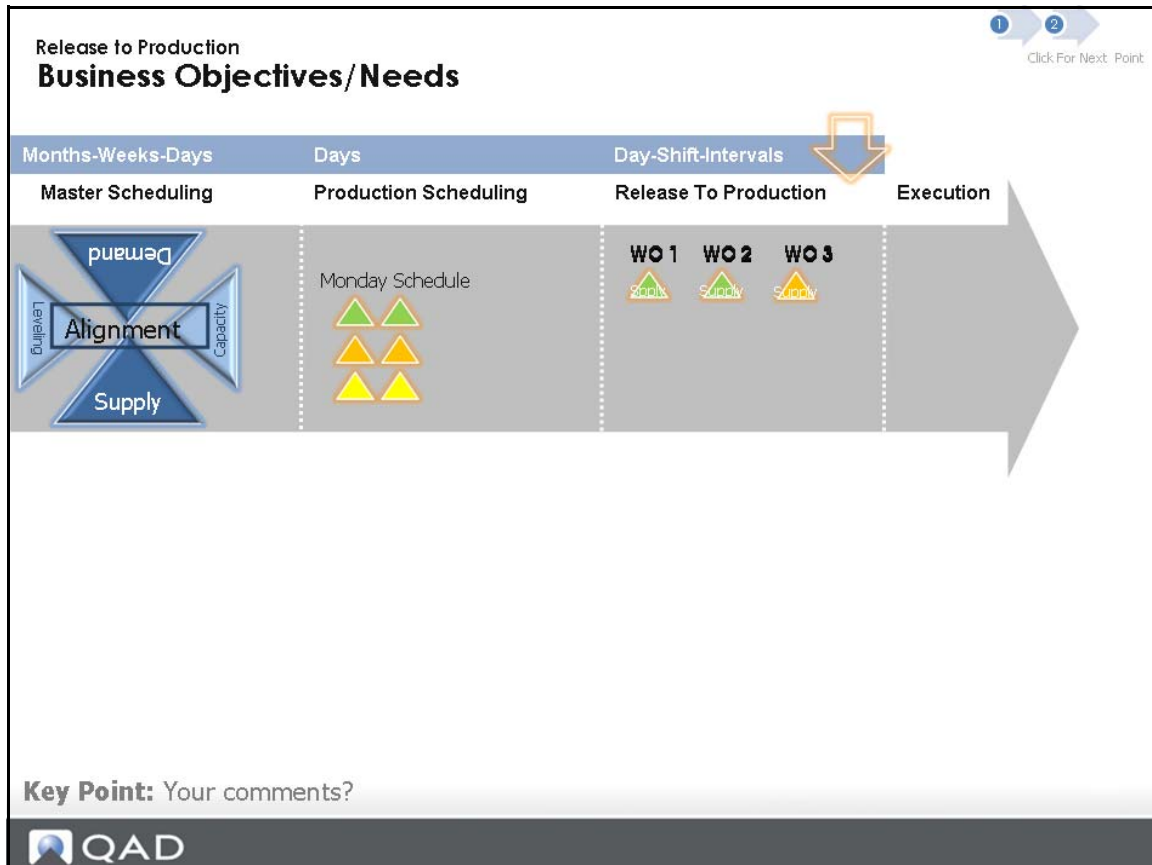 1 2
Click For Next Point
Release to Production
Business Objectives/Needs
Months-Weeks-Days Days Day-Shift-Intervals
Master Scheduling Production Scheduling Release To Production Execution
Demand
Leveling
Alignment
Capacity
Supply
Monday Schedule
WO 1 WO 2 WO 3
Supply Supply Supply
Key Point: Your comments?
QAD